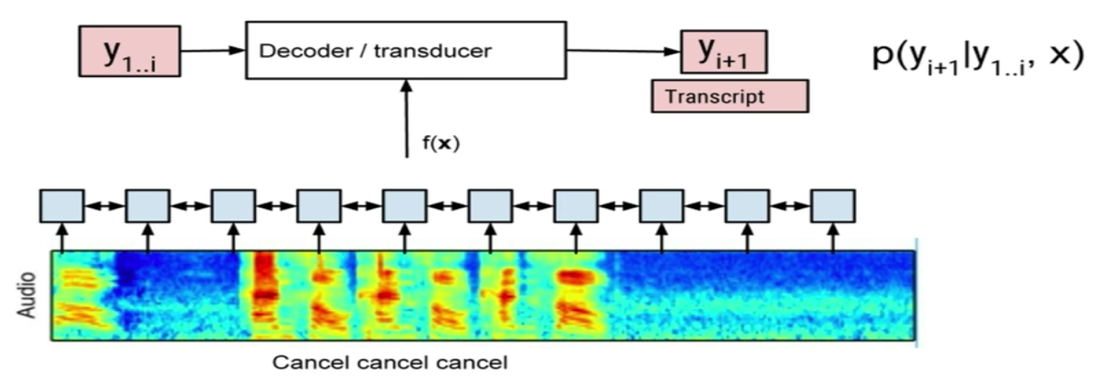 y1..i
Decoder / transducer
yi+1
p(yi+1|y1..i, x)
Transcript
f(x)
Audio
Cancel cancel cancel